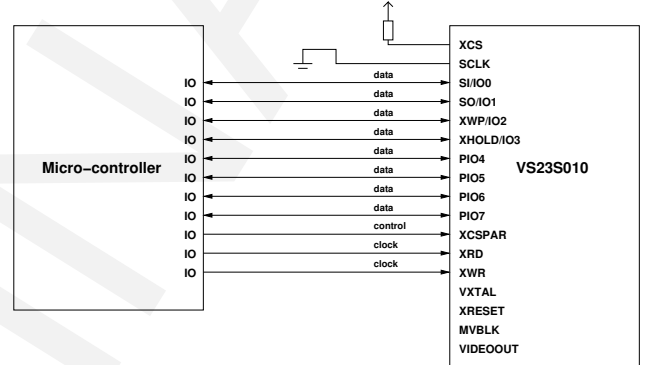 XCS
SCLK
IO data SI/IO0
IO data SO/IO1
IO data XWP/IO2
IO data XHOLD/IO3
IO data PIO4
Micro-controller VS23S010
IO data PIO5
IO data PIO6
IO data PIO7
IO control XCSPAR
IO clock XRD
IO clock XWR
VXTAL
XRESET
MVBLK
VIDEOOUT